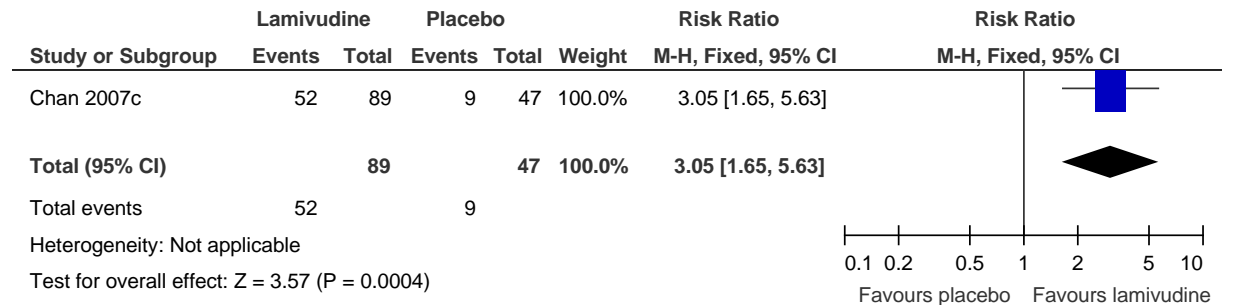 Lamivudine Placebo Risk Ratio Risk Ratio
Study or Subgroup Events Total Events Total Weight M-H, Fixed, 95% CI M-H, Fixed, 95% CI
Chan 2007c 52 89 9 47 100.0% 3.05 [1.65, 5.63]
Total (95% CI) 89 47 100.0% 3.05 [1.65, 5.63]
Total events 52 9
Heterogeneity: Not applicable
Test for overall effect: Z = 3.57 (P = 0.0004)
0.1 0.2 0.5 1 2 5 10
Favours placebo Favours lamivudine